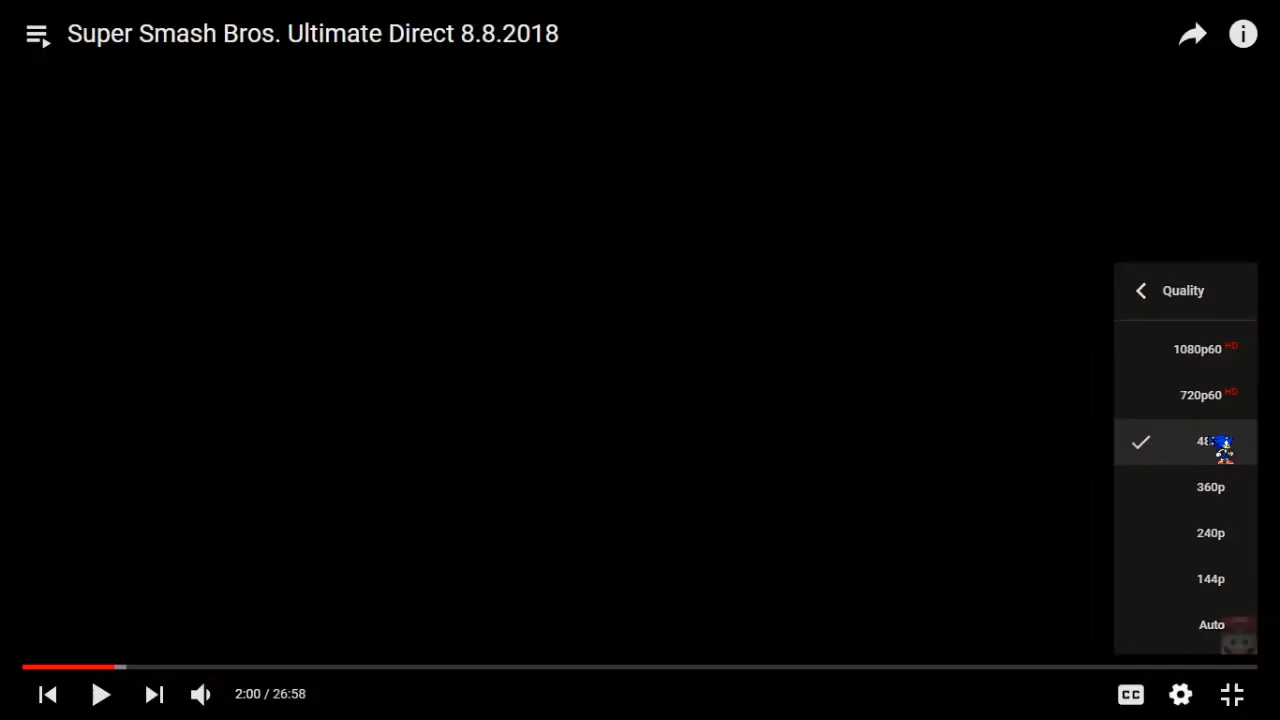 Super Smash Bros. Ultimate Direct 8.8.2018
i
Quality
1080p60 HD
720p60 HD
360p
240p
144p
Auto
2:00 / 26:58
CC